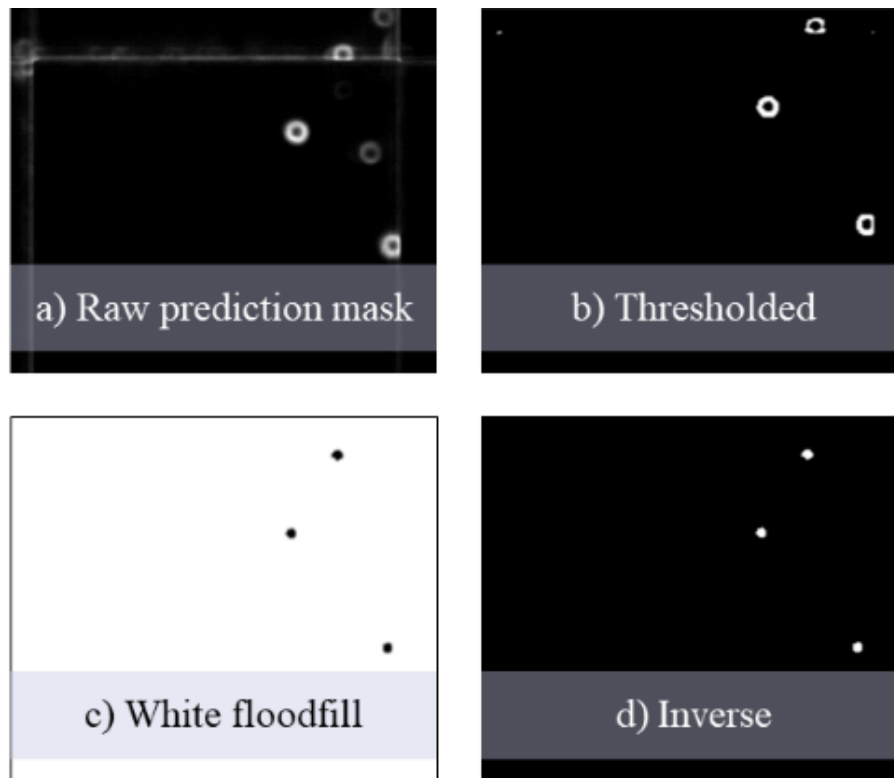 a) Raw prediction mask
b) Thresholded
c) White floodfill
d) Inverse